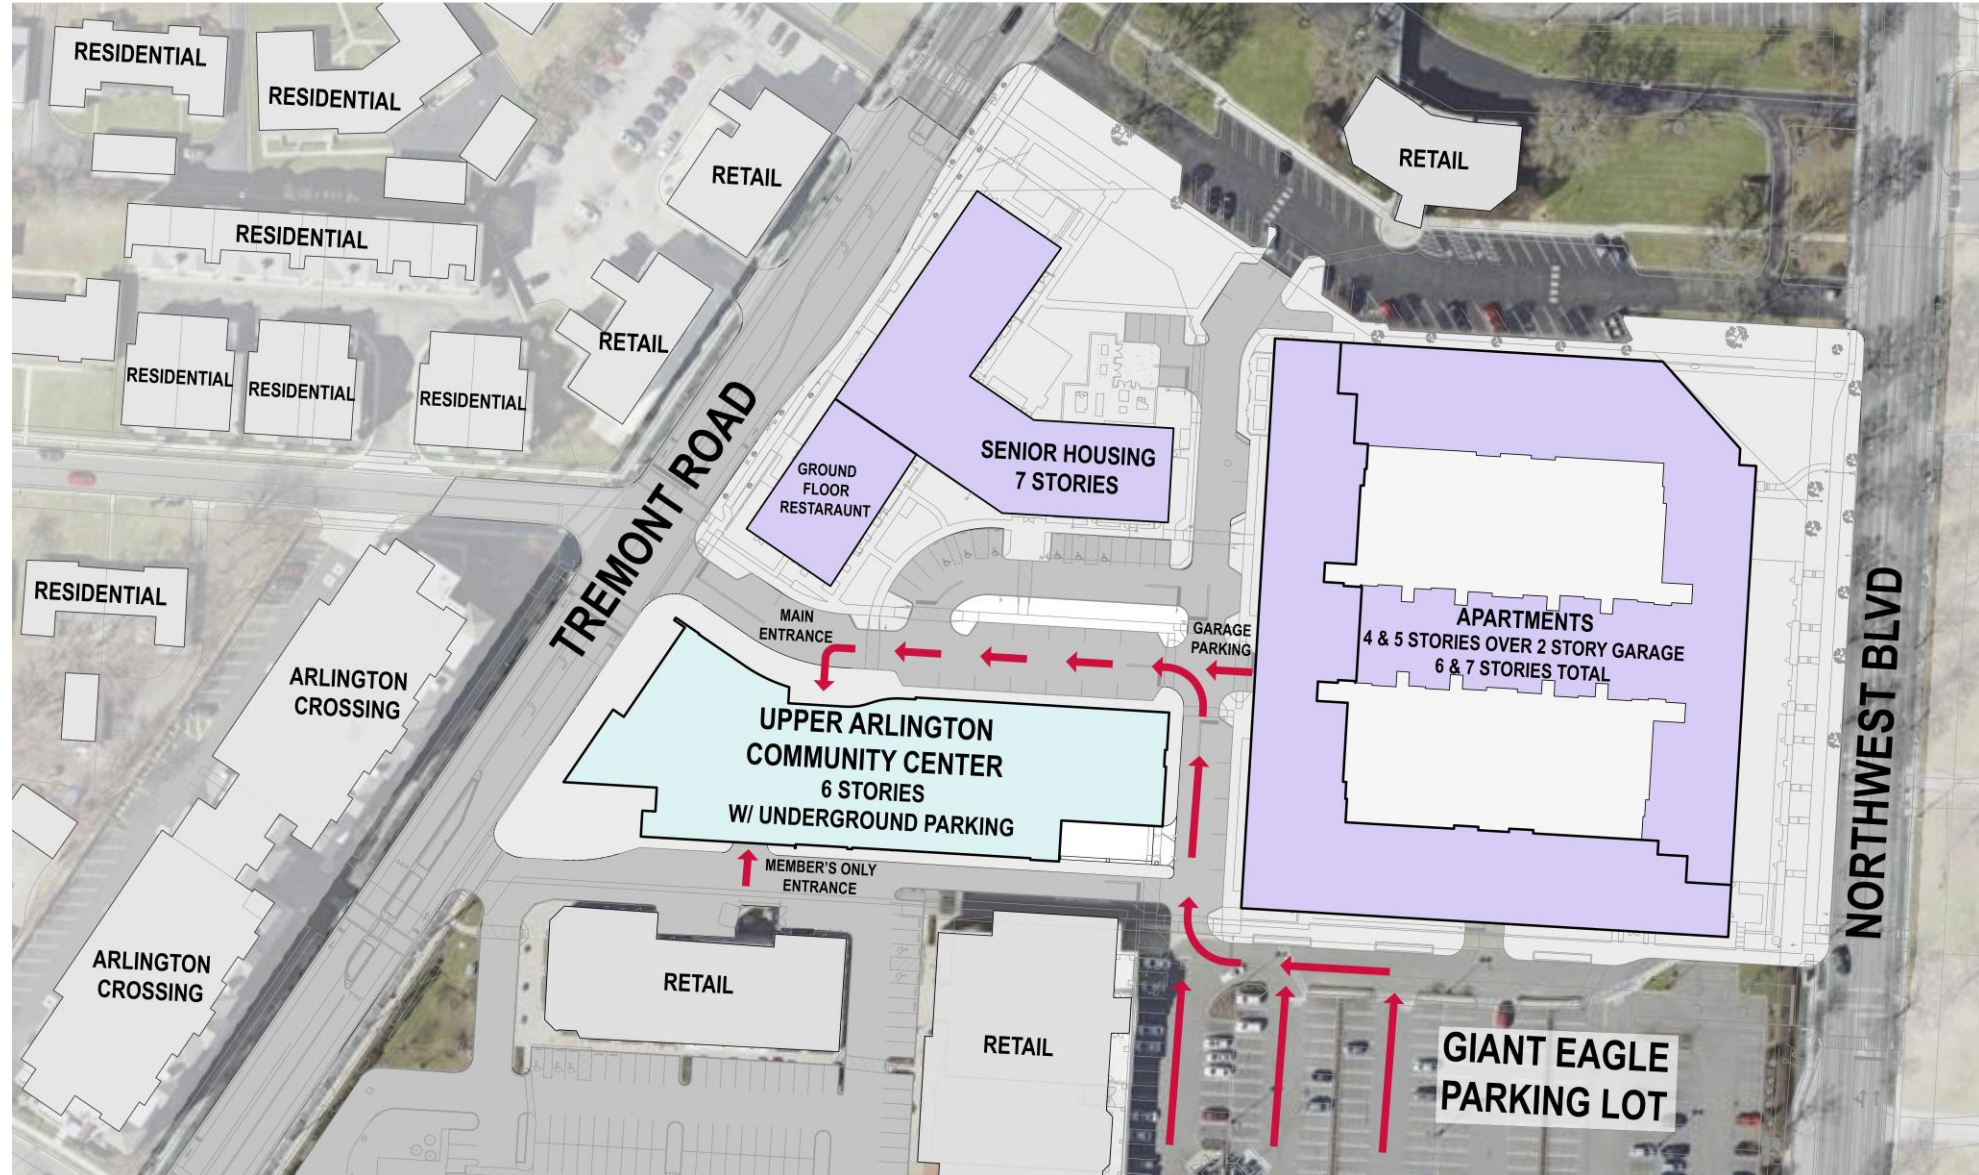 RESIDENTIAL
RESIDENTIAL
RETAIL
RETAIL
RESIDENTIAL
RETAIL
RESIDENTIAL
RESIDENTIAL
RESIDENTIAL
TREMONT ROAD
SENIOR HOUSING
7 STORIES
GROUND
FLOOR
RESTARAUNT
RESIDENTIAL
MAIN
ENTRANCE
GARAGE
PARKING
APARTMENTS
4 & 5 STORIES OVER 2 STORY GARAGE
6 & 7 STORIES TOTAL
NORTHWEST BLVD
ARLINGTON
CROSSING
UPPER ARLINGTON
COMMUNITY CENTER
6 STORIES
W/ UNDERGROUND PARKING
MEMBER'S ONLY
ENTRANCE
ARLINGTON
CROSSING
RETAIL
RETAIL
GIANT EAGLE
PARKING LOT